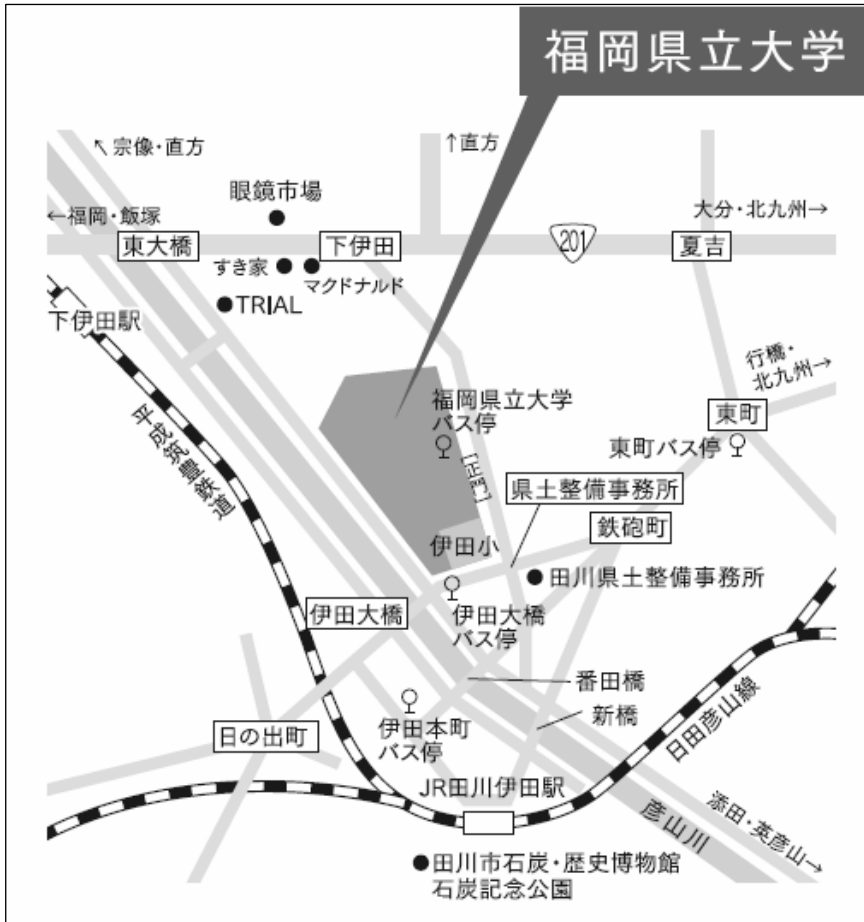 福岡県立大学
↖宗像・直方
↑直方
眼鏡市場
←福岡・飯塚
大分・北九州→
東大橋
下伊田
201
夏吉
すき家
マクドナルド
TRIAL
下伊田駅
行橋・
北九州→
福岡県立大学
バス停
東町
東町バス停
平成筑豊鉄道
[正門]
県土整備事務所
鉄砲町
伊田小
田川県土整備事務所
伊田大橋
伊田大橋
バス停
番田橋
新橋
日田彦山線
伊田本町
バス停
日の出町
JR田川伊田駅
彦山川
添田・英彦山→
田川市石炭・歴史博物館
石炭記念公園